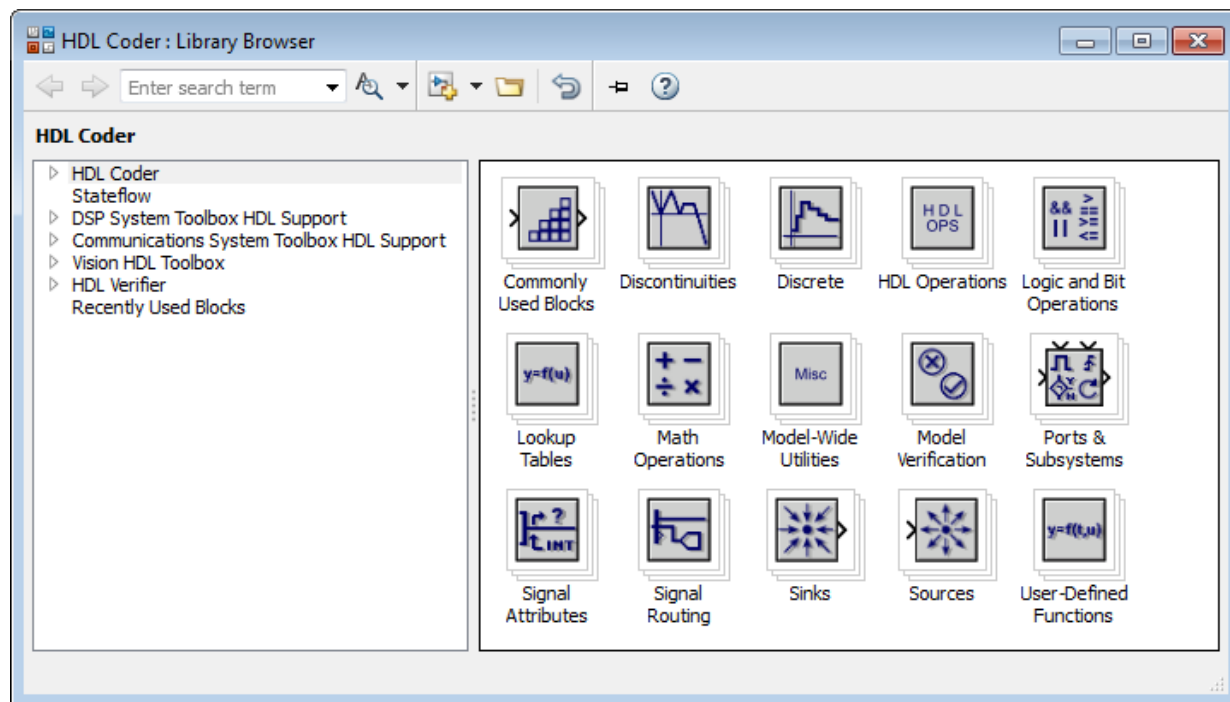 HDL Coder : Library Browser
Enter search term
HDL Coder
HDL Coder
Stateflow
DSP System Toolbox HDL Support
Communications System Toolbox HDL Support
Vision HDL Toolbox
HDL Verifier
Recently Used Blocks
Commonly
Used Blocks
Discontinuities
Discrete
HDL
OPS
HDL Operations
&& > ==
|| >= <=
Logic and Bit
Operations
y=f(u)
Lookup
Tables
+ −
÷ ×
Math
Operations
Misc
Model-Wide
Utilities
Model
Verification
Y
N
Ports &
Subsystems
?
INT
Signal
Attributes
Signal
Routing
Sinks
Sources
y=f(t,u)
User-Defined
Functions